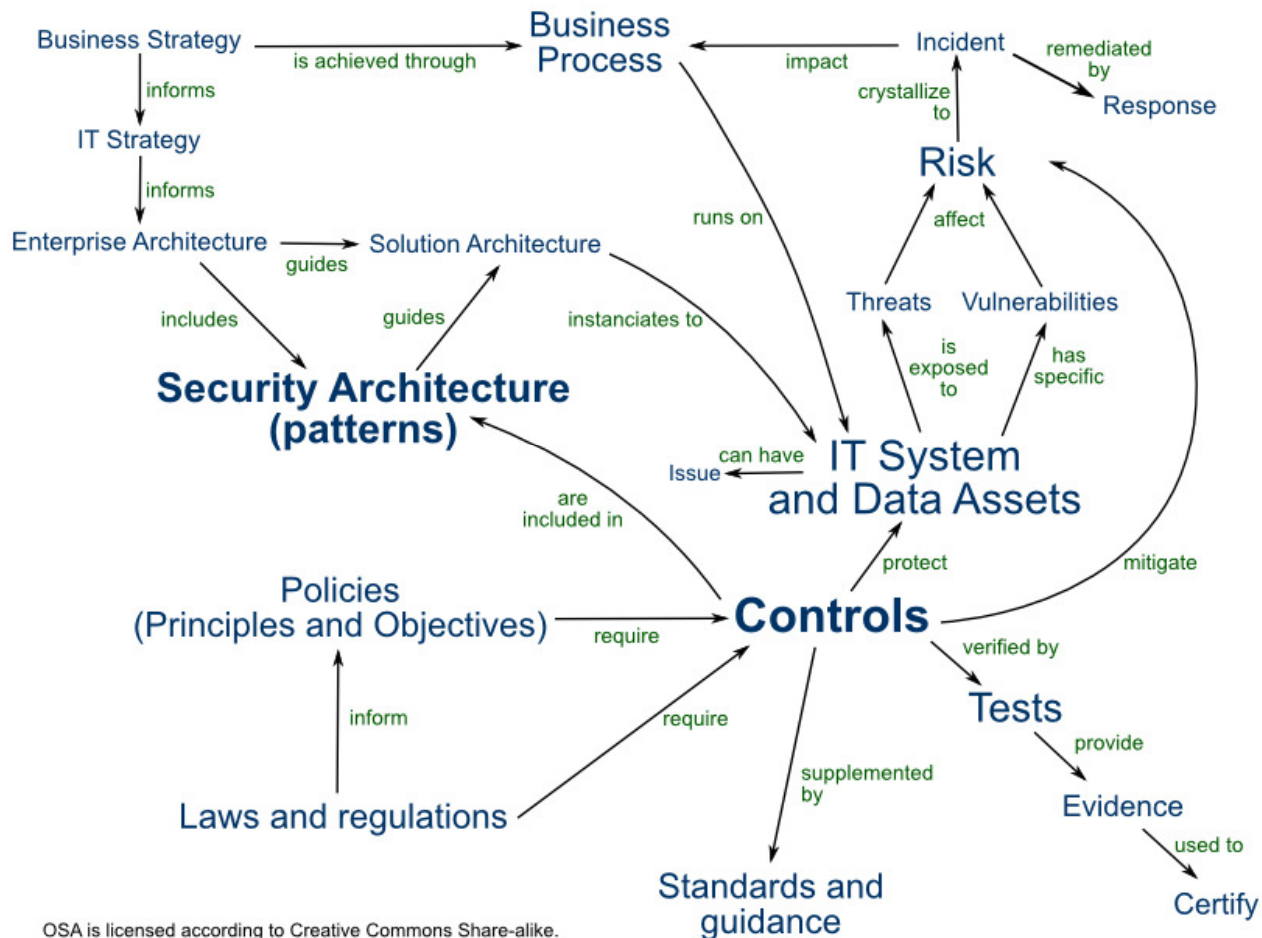 Business Strategy
is achieved through
Business
Process
impact
Incident
remediated
by
Response
informs
crystallize
to
IT Strategy
Risk
informs
runs on
affect
Enterprise Architecture
guides
Solution Architecture
includes
guides
instanciates to
Threats
Vulnerabilities
is
exposed
to
has
specific
Security Architecture
(patterns)
can have
Issue
IT System
and Data Assets
are
included in
protect
mitigate
Policies
(Principles and Objectives)
require
Controls
verified by
Tests
inform
require
provide
supplemented
by
Laws and regulations
Evidence
used to
Standards and
guidance
Certify
OSA is licensed according to Creative Commons Share-alike.